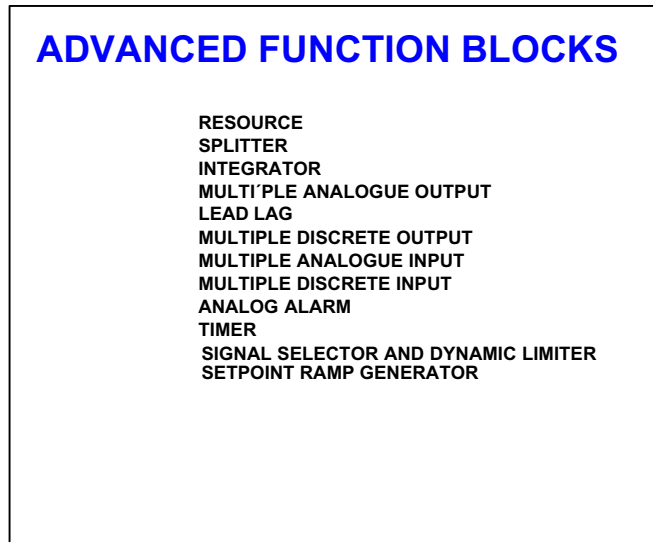 ADVANCED FUNCTION BLOCKS
RESOURCE
SPLITTER
INTEGRATOR
MULTI´PLE ANALOGUE OUTPUT
LEAD LAG
MULTIPLE DISCRETE OUTPUT
MULTIPLE ANALOGUE INPUT
MULTIPLE DISCRETE INPUT
ANALOG ALARM
TIMER
SIGNAL SELECTOR AND DYNAMIC LIMITER
SETPOINT RAMP GENERATOR